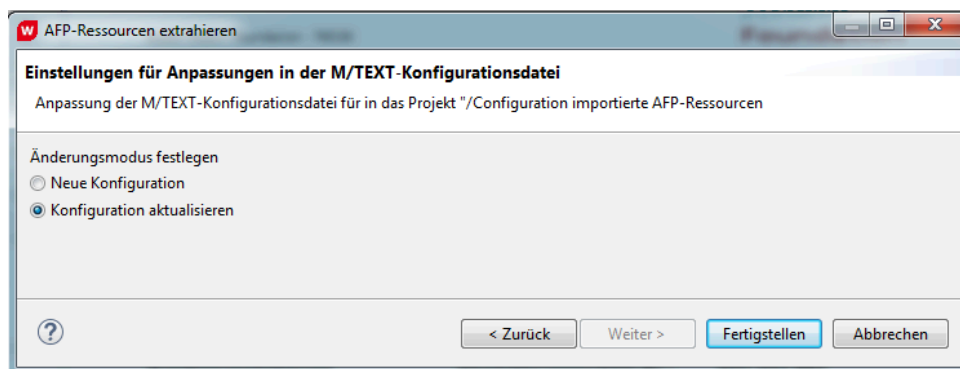 W AFP-Ressourcen extrahieren
Einstellungen für Anpassungen in der M/TEXT-Konfigurationsdatei
Anpassung der M/TEXT-Konfigurationsdatei für in das Projekt "/Configuration importierte AFP-Ressourcen
Änderungsmodus festlegen
Neue Konfiguration
Konfiguration aktualisieren
? < Zurück Weiter > Fertigstellen Abbrechen